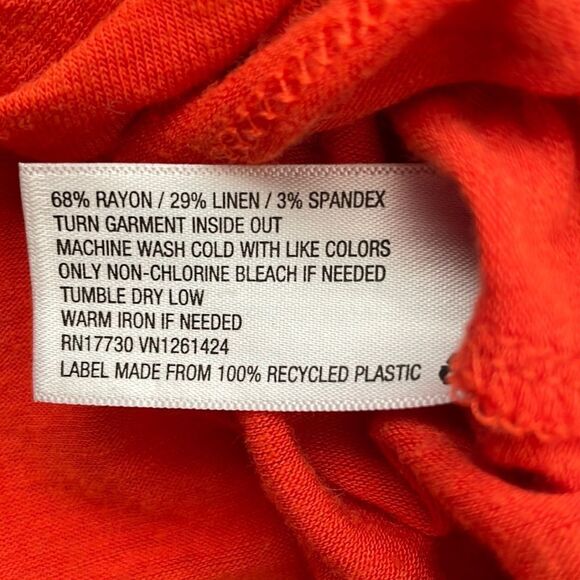 68% RAYON / 29% LINEN / 3% SPANDEX
TURN GARMENT INSIDE OUT
MACHINE WASH COLD WITH LIKE COLORS
ONLY NON-CHLORINE BLEACH IF NEEDED
TUMBLE DRY LOW
WARM IRON IF NEEDED
RN17730 VN1261424
LABEL MADE FROM 100% RECYCLED PLASTIC